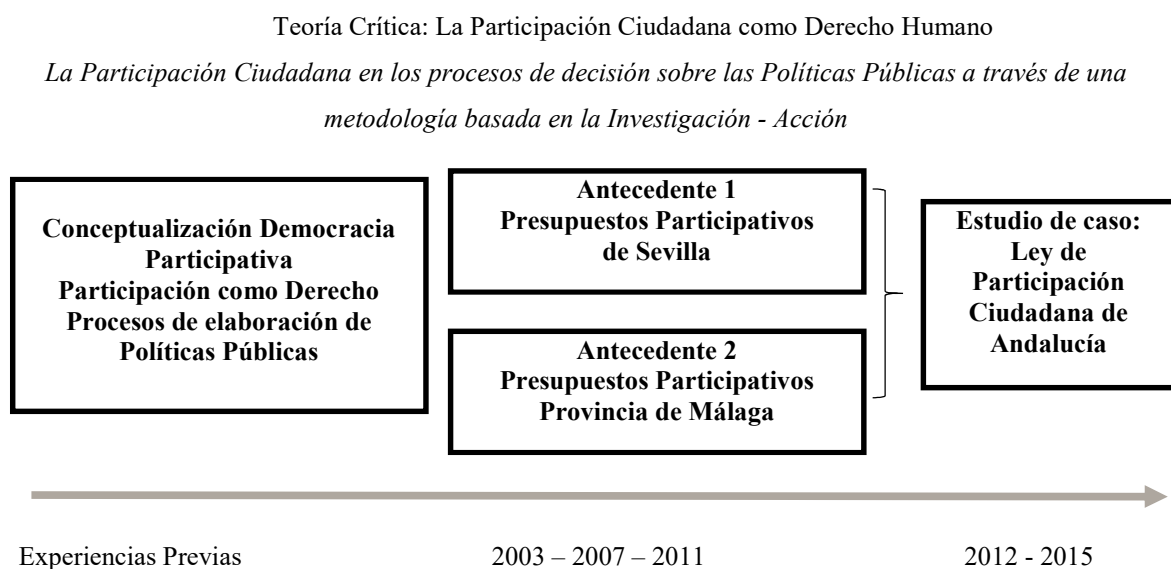 Teoría Crítica: La Participación Ciudadana como Derecho Humano
La Participación Ciudadana en los procesos de decisión sobre las Políticas Públicas a través de una
metodología basada en la Investigación - Acción
Conceptualización Democracia
Participativa
Participación como Derecho
Procesos de elaboración de
Políticas Públicas
Antecedente 1
Presupuestos Participativos
de Sevilla
Antecedente 2
Presupuestos Participativos
Provincia de Málaga
Estudio de caso:
Ley de
Participación
Ciudadana de
Andalucía
Experiencias Previas
2003 – 2007 – 2011
2012 - 2015